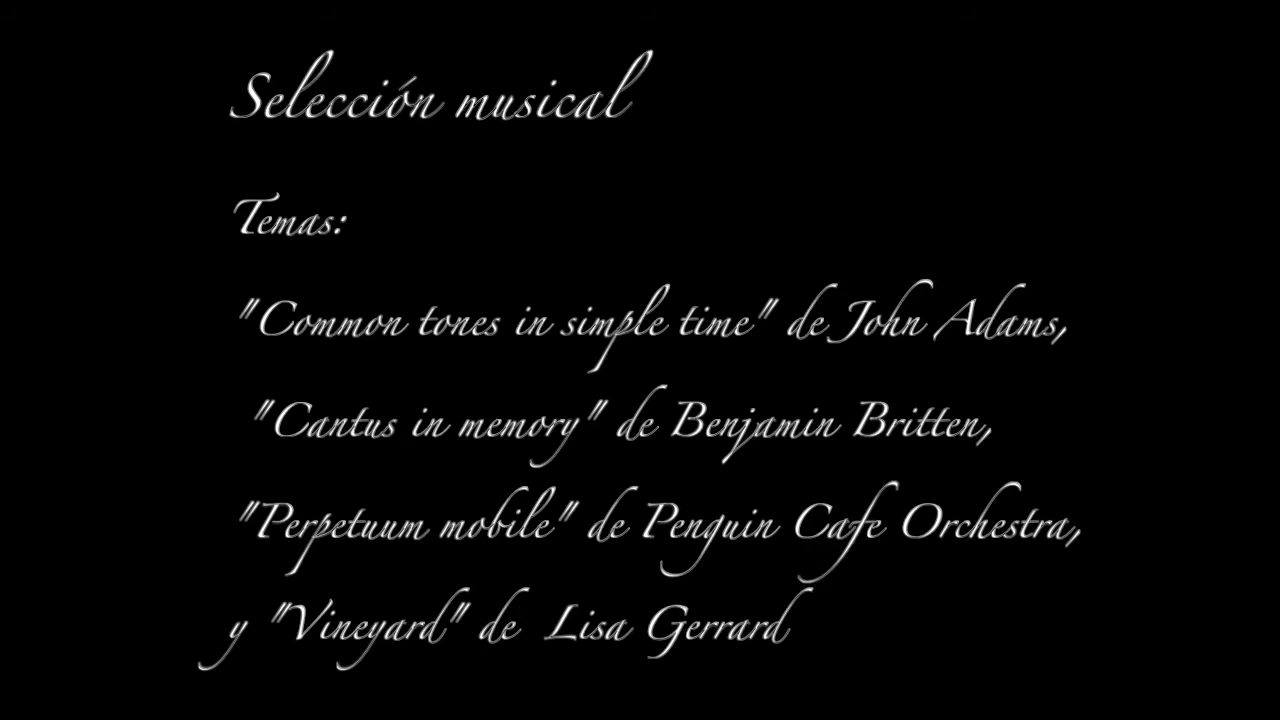 Selección musical
Temas:
"Common tones in simple time" de John Adams,
"Cantus in memory" de Benjamin Britten,
"Perpetuum mobile" de Penguin Cafe Orchestra,
y "Vineyard" de Lisa Gerrard